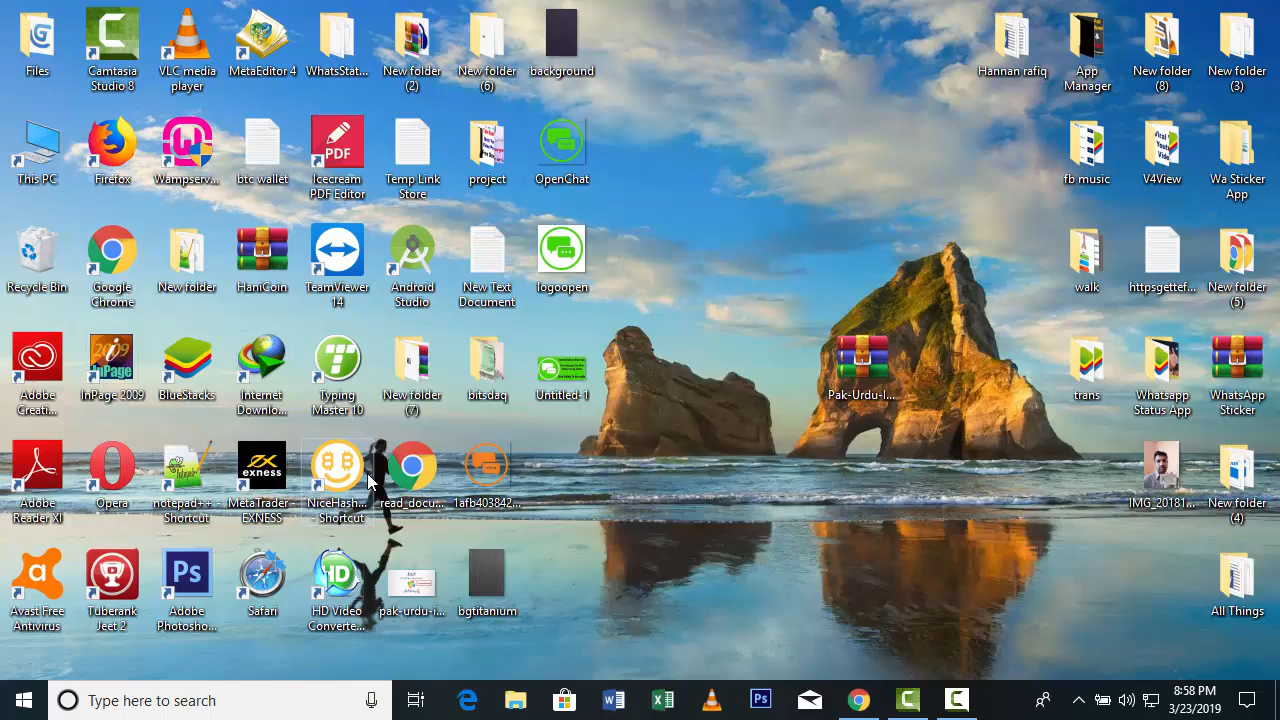 Files
Camtasia
Studio 8
VLC media
player
MetaEditor 4
WhatsStat...
New folder
(2)
New folder
(6)
background
Hannan rafiq
App
Manager
New folder
(8)
New folder
(3)
This PC
Firefox
Wampserv...
btc wallet
PDF
Icecream
PDF Editor
Temp Link
Store
project
OpenChat
fb music
V4View
Wa Sticker
App
Recycle Bin
Google
Chrome
New folder
HaniCoin
TeamViewer
14
Android
Studio
New Text
Document
logoopen
walk
httpsgettef...
New folder
(5)
Adobe
Creati...
InPage 2009
BlueStacks
Internet
Downlo...
Typing
Master 10
New folder
(7)
bitsdaq
Untitled-1
Pak-Urdu-I...
trans
Whatsapp
Status App
WhatsApp
Sticker
Adobe
Reader XI
Opera
notepad++ -
Shortcut
exness
MetaTrader -
EXNESS
NiceHash...
- Shortcut
read_docu...
1afb403842...
IMG_20181...
New folder
(4)
Avast Free
Antivirus
Tuberank
Jeet 2
Ps
Adobe
Photosho...
Safari
HD
HD Video
Converte...
pak-urdu-i...
bgtitanium
All Things
Type here to search
8:58 PM
3/23/2019